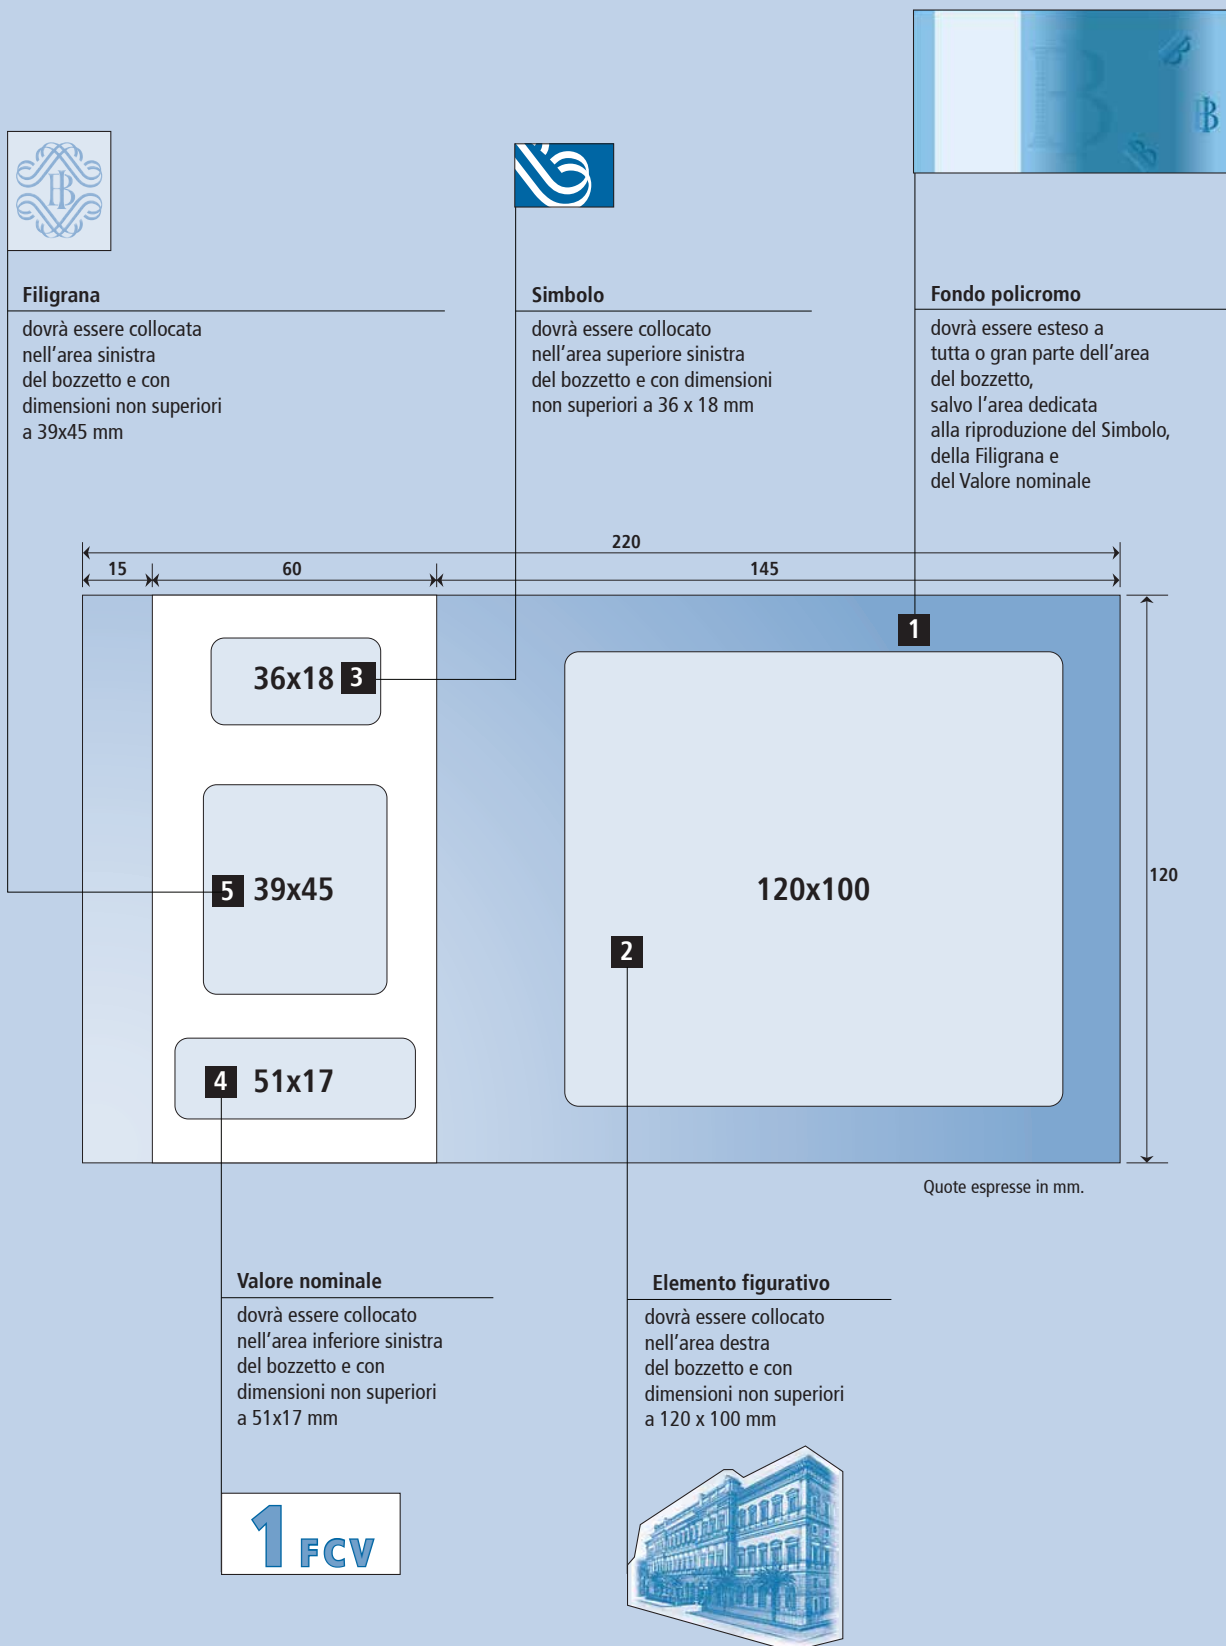 B
B
B
B
B
Filigrana
dovrà essere collocata
nell'area sinistra
del bozzetto e con
dimensioni non superiori
a 39x45 mm
Simbolo
dovrà essere collocato
nell'area superiore sinistra
del bozzetto e con dimensioni
non superiori a 36 x 18 mm
Fondo policromo
dovrà essere esteso a
tutta o gran parte dell'area
del bozzetto,
salvo l'area dedicata
alla riproduzione del Simbolo,
della Filigrana e
del Valore nominale
220
15
60
145
1
36x18 3
120
5 39x45
120x100
2
4 51x17
Quote espresse in mm.
Valore nominale
dovrà essere collocato
nell'area inferiore sinistra
del bozzetto e con
dimensioni non superiori
a 51x17 mm
Elemento figurativo
dovrà essere collocato
nell'area destra
del bozzetto e con
dimensioni non superiori
a 120 x 100 mm
1 FCV